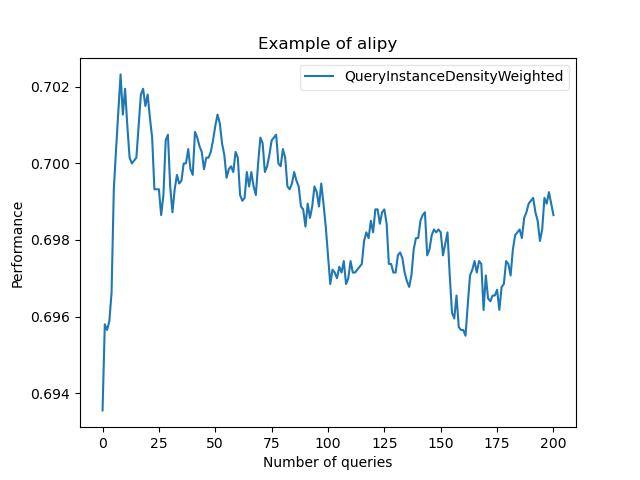 Example of alipy
QueryInstanceDensityWeighted
0.702
0.700
0.698
0.696
0.694
Performance
0 25 50 75 100 125 150 175 200
Number of queries